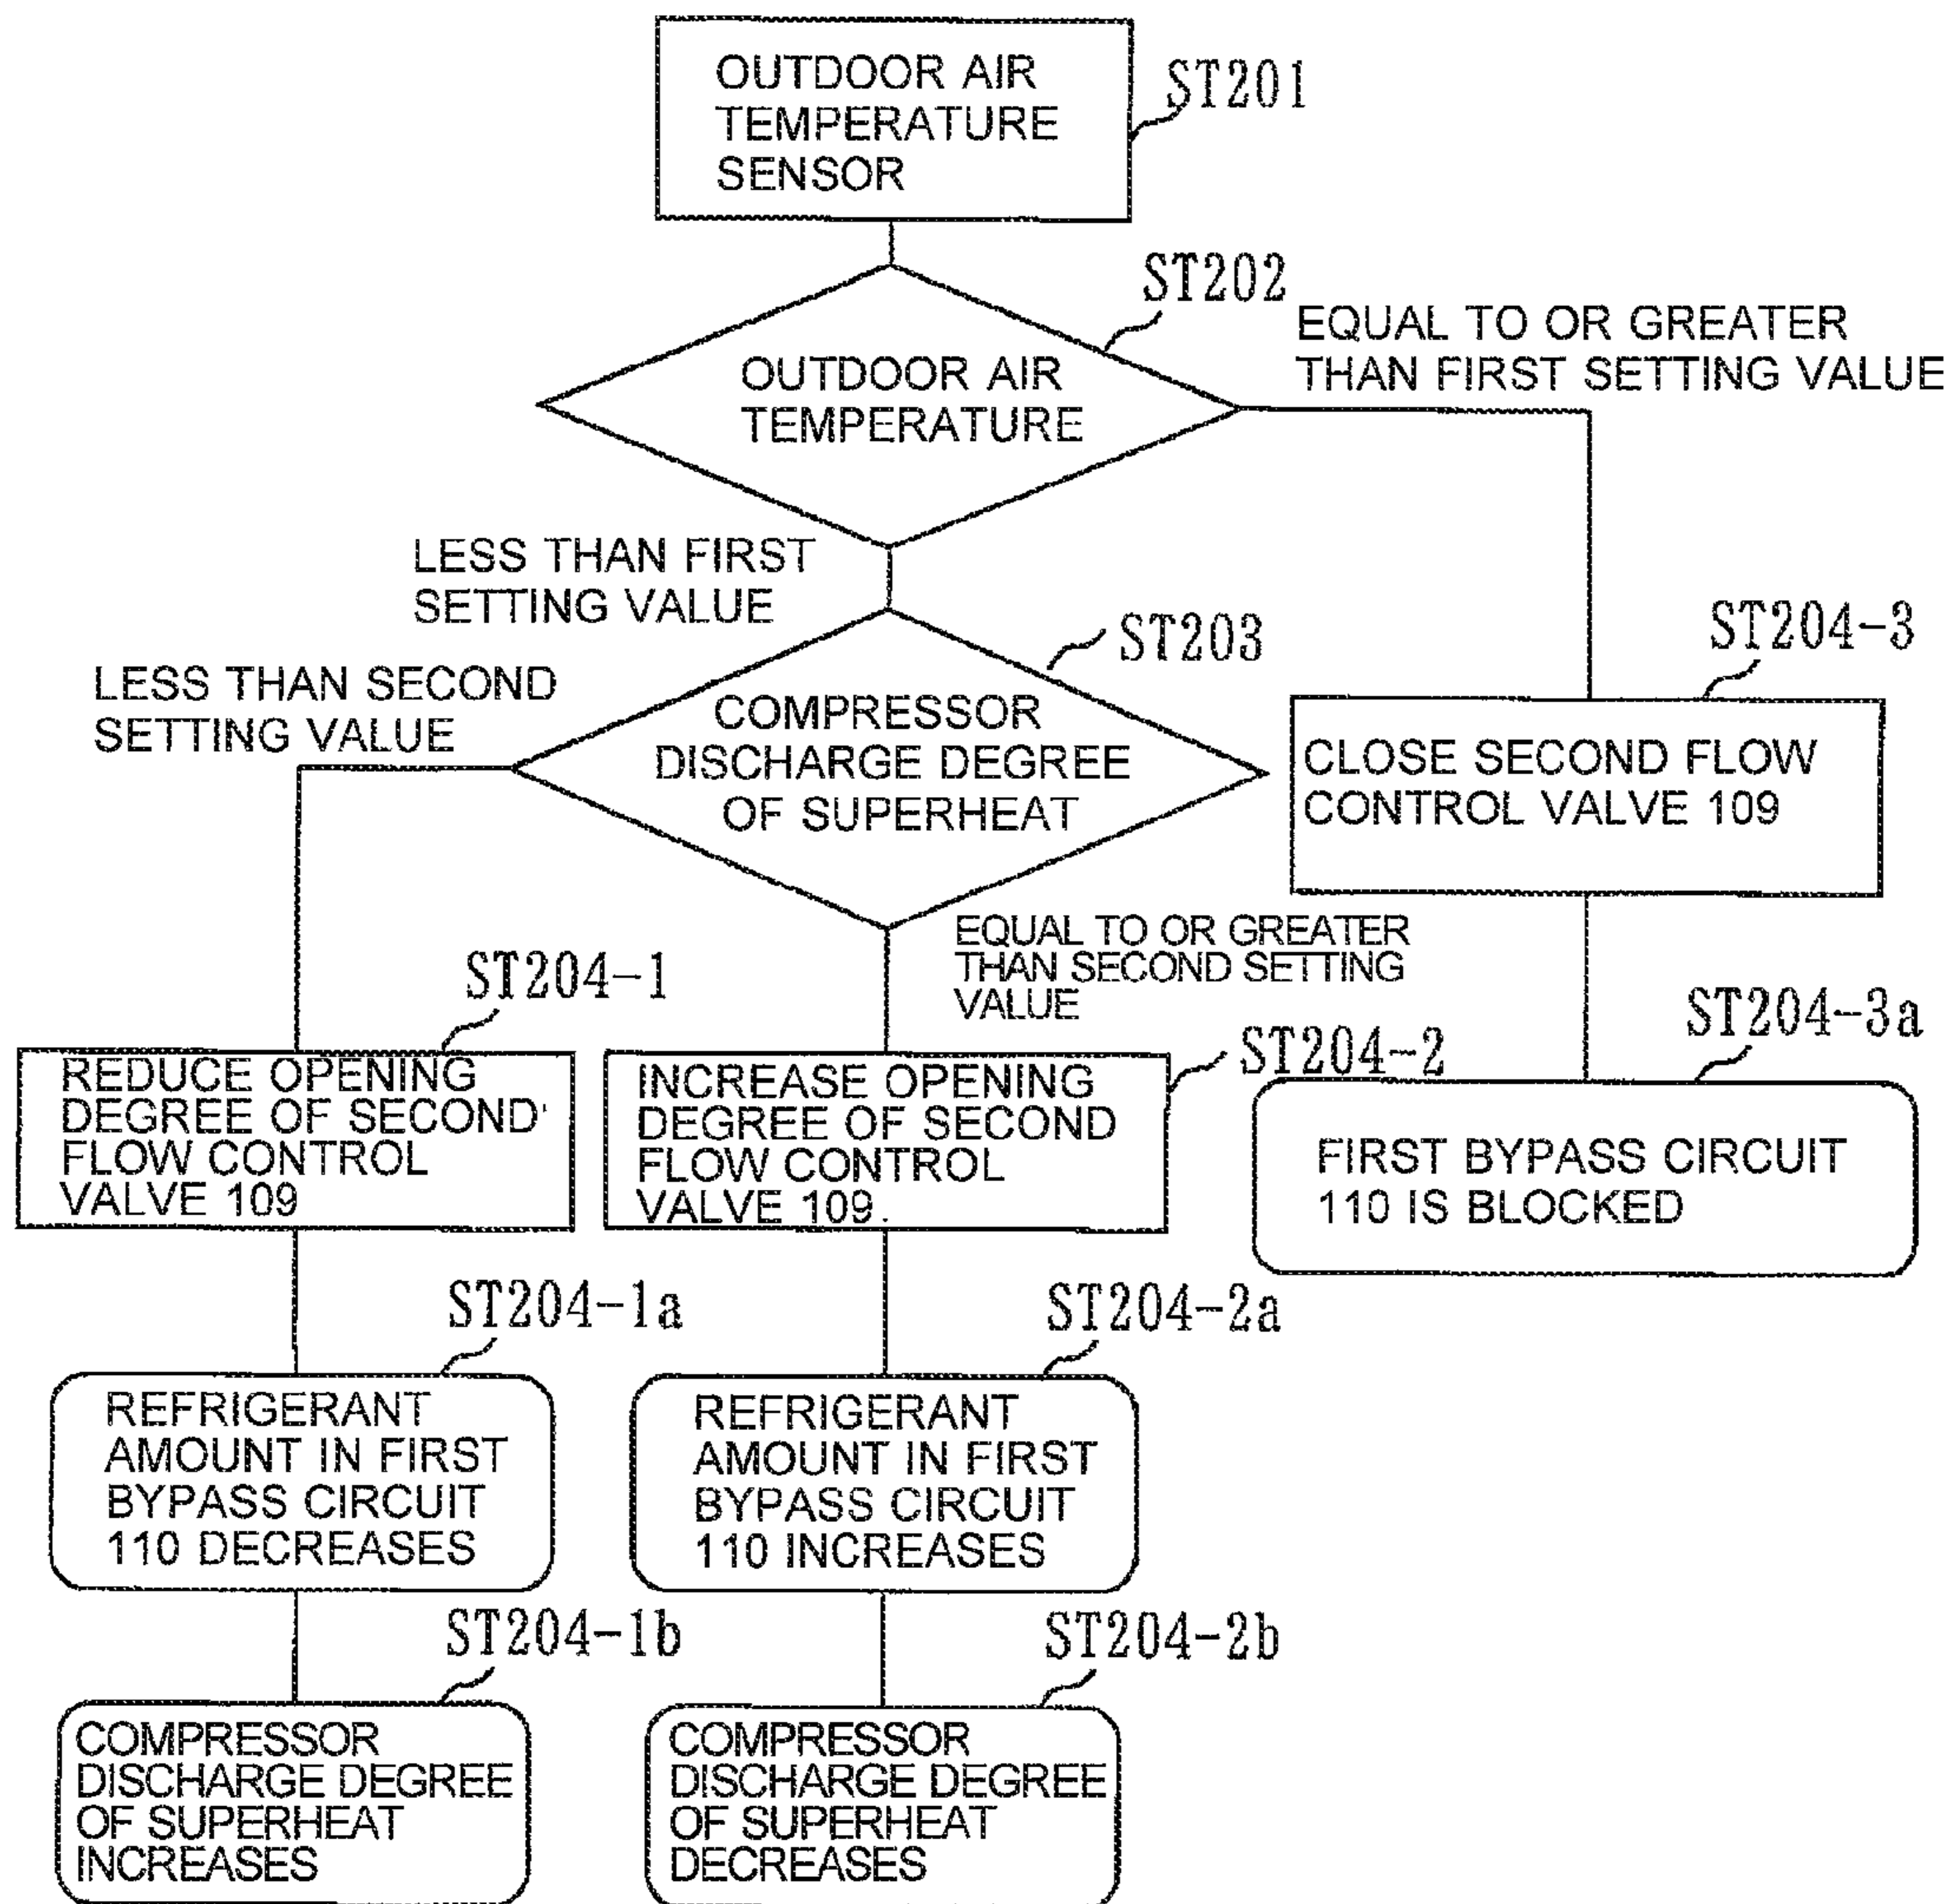 OUTDOOR AIR
TEMPERATURE
SENSOR
ST201
ST202
OUTDOOR AIR
TEMPERATURE
EQUAL TO OR GREATER
THAN FIRST SETTING VALUE
LESS THAN FIRST
SETTING VALUE
ST203
COMPRESSOR
DISCHARGE DEGREE
OF SUPERHEAT
LESS THAN SECOND
SETTING VALUE
ST204-3
CLOSE SECOND FLOW
CONTROL VALVE 109
EQUAL TO OR GREATER
THAN SECOND SETTING
VALUE
ST204-1
REDUCE OPENING
DEGREE OF SECOND
FLOW CONTROL
VALVE 109
ST204-2
INCREASE OPENING
DEGREE OF SECOND
FLOW CONTROL
VALVE 109.
ST204-3a
FIRST BYPASS CIRCUIT
110 IS BLOCKED
ST204-1a
REFRIGERANT
AMOUNT IN FIRST
BYPASS CIRCUIT
110 DECREASES
ST204-2a
REFRIGERANT
AMOUNT IN FIRST
BYPASS CIRCUIT
110 INCREASES
ST204-1b
COMPRESSOR
DISCHARGE DEGREE
OF SUPERHEAT
INCREASES
ST204-2b
COMPRESSOR
DISCHARGE DEGREE
OF SUPERHEAT
DECREASES